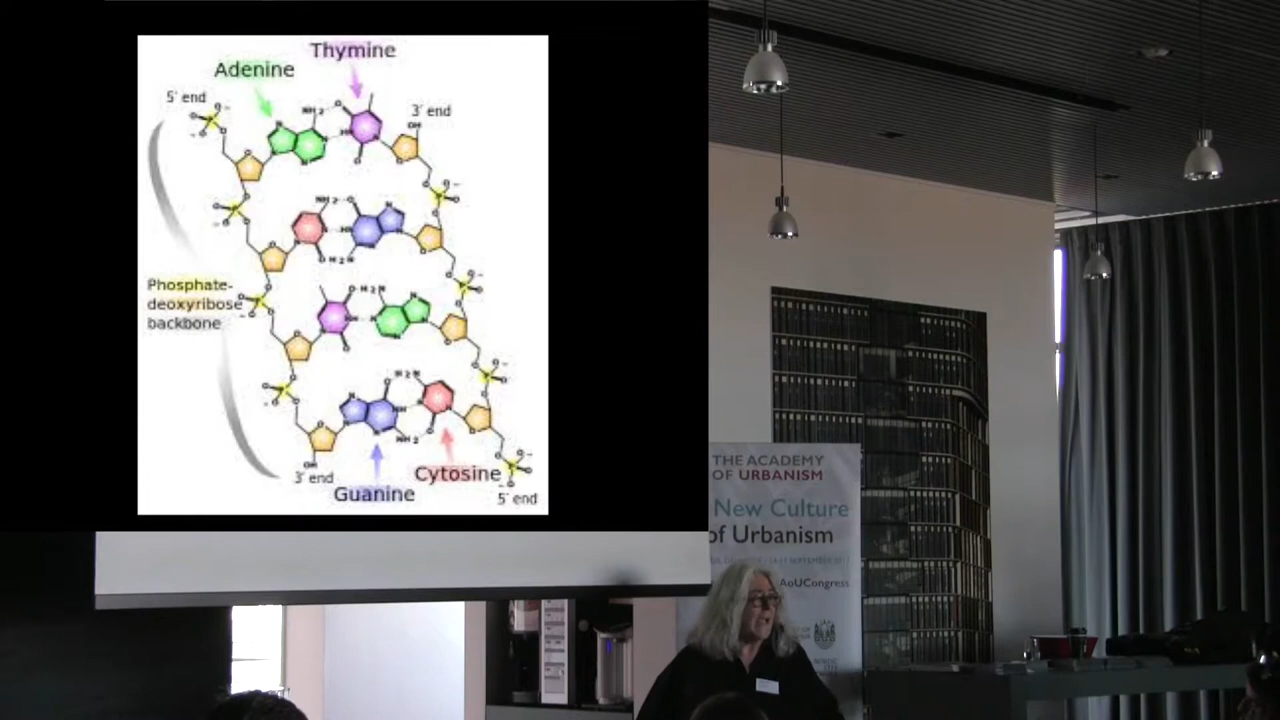 Thymine
Adenine
5' end
3' end
Phosphate-
deoxyribose
backbone
Cytosine
3' end
Guanine
5' end
THE ACADEMY
OF URBANISM
New Culture
of Urbanism
AoUCongress